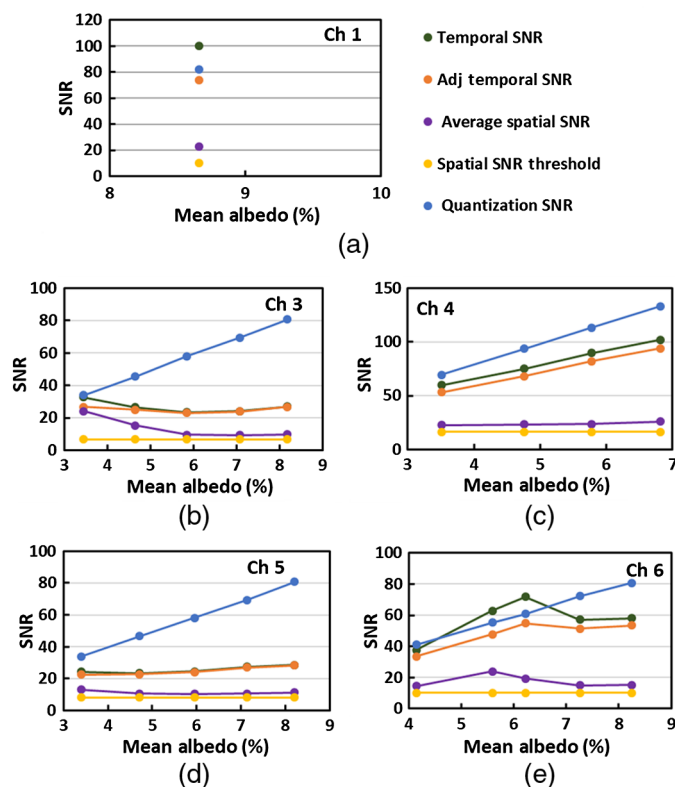 120
100
80
60
40
20
0
SNR
Ch 1
8
9
10
Mean albedo (%)
(a)
Temporal SNR
Adj temporal SNR
Average spatial SNR
Spatial SNR threshold
Quantization SNR
100
80
60
40
20
0
SNR
Ch 3
3
4
5
6
7
8
9
Mean albedo (%)
(b)
150
100
50
0
SNR
Ch 4
3
4
5
6
7
Mean albedo (%)
(c)
100
80
60
40
20
0
SNR
Ch 5
3
4
5
6
7
8
9
Mean albedo (%)
(d)
100
80
60
40
20
0
SNR
Ch 6
4
5
6
7
8
9
Mean albedo (%)
(e)